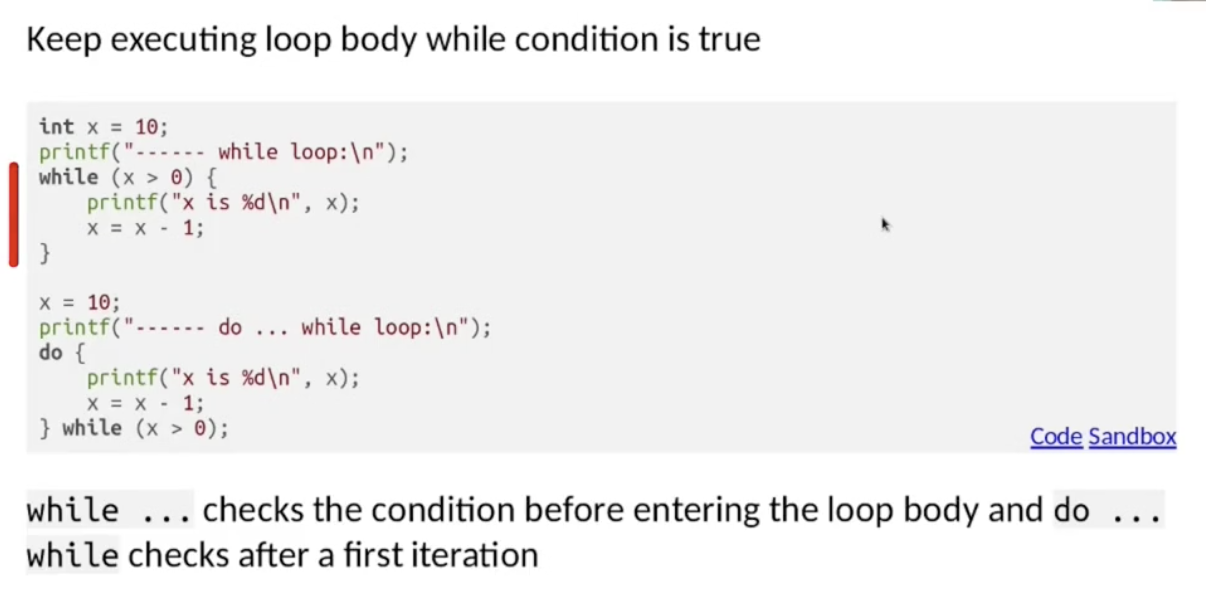 Keep executing loop body while condition is true
int x = 10;
printf("------ while loop:\n");
while (x > 0) {
    printf("x is %d\n", x);
    x = x - 1;
}
x = 10;
printf("------ do ... while loop:\n");
do {
    printf("x is %d\n", x);
    x = x - 1;
} while (x > 0);
Code Sandbox
while ... checks the condition before entering the loop body and do ...
while checks after a first iteration